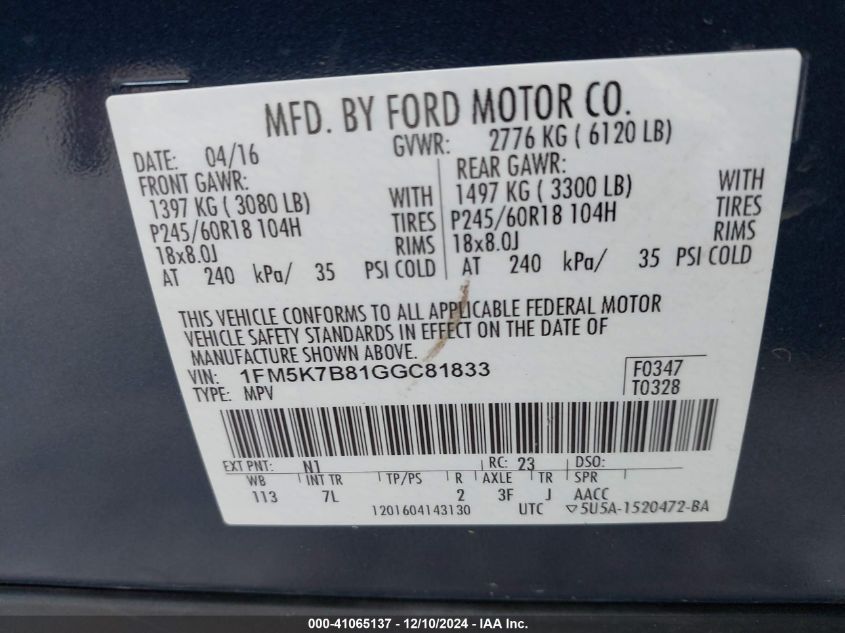 MFD. BY FORD MOTOR CO.
DATE: 04/16 GVWR: 2776 KG ( 6120 LB)
FRONT GAWR: REAR GAWR:
1397 KG ( 3080 LB) WITH 1497 KG ( 3300 LB) WITH
P245/60R18 104H TIRES P245/60R18 104H TIRES
18x8.0J RIMS 18x8.0J RIMS
AT 240 kPa/ 35 PSI COLD AT 240 kPa/ 35 PSI COLD
THIS VEHICLE CONFORMS TO ALL APPLICABLE FEDERAL MOTOR
VEHICLE SAFETY STANDARDS IN EFFECT ON THE DATE OF
MANUFACTURE SHOWN ABOVE.
VIN: 1FM5K7B81GGC81833 F0347
TYPE: MPV T0328
EXT PNT: N1 RC: 23 DSO:
WB INT TR TP/PS R AXLE TR SPR
113 7L 2 3F J AACC
1201604143130 UTC ▽5U5A-1520472-BA
000-41065137 - 12/10/2024 - IAAI.com, Inc.